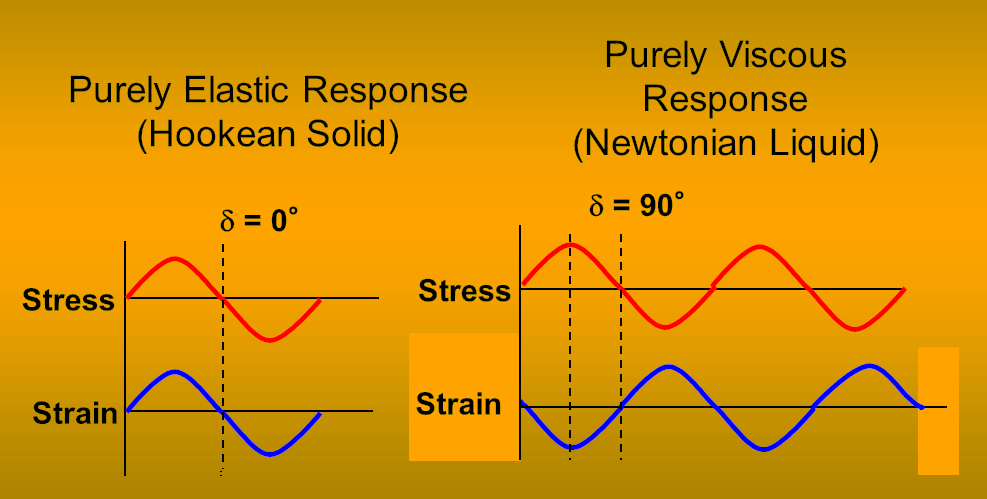 Purely Elastic Response
(Hookean Solid)
δ = 0°
Stress
Strain
Purely Viscous
Response
(Newtonian Liquid)
δ = 90°
Stress
Strain